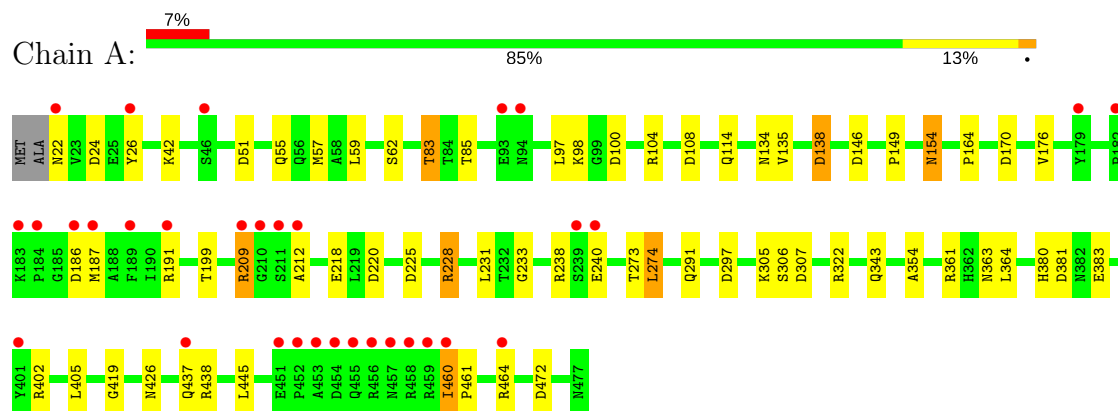 7%
Chain A:
85% 13% •
MET ALA N22 V23 D24 E25 Y26 K42 S46 D51 Q55 Q56 M57 A58 L59 S62 T83 T84 T85 E93 N94 L97 K98 G99 D100 R104 D108 Q114 N134 V135 D138 D146 P149 N154 P164 D170 V176 Y179
K183 P184 G185 D186 M187 A188 F189 I190 R191 T199 R209 G210 S211 A212 E218 L219 D220 D225 R228 L231 T232 G233 R238 S239 E240 T273 L274 Q291 D297 K305 S306 D307 R322 Q343 A354 R361 H362 N363 L364 H380 D381 N382 E383
Y401 R402 L405 G419 N426 Q437 R438 L445 E451 P452 A453 D454 Q455 R456 N457 R458 R459 I460 P461 R464 D472 N477